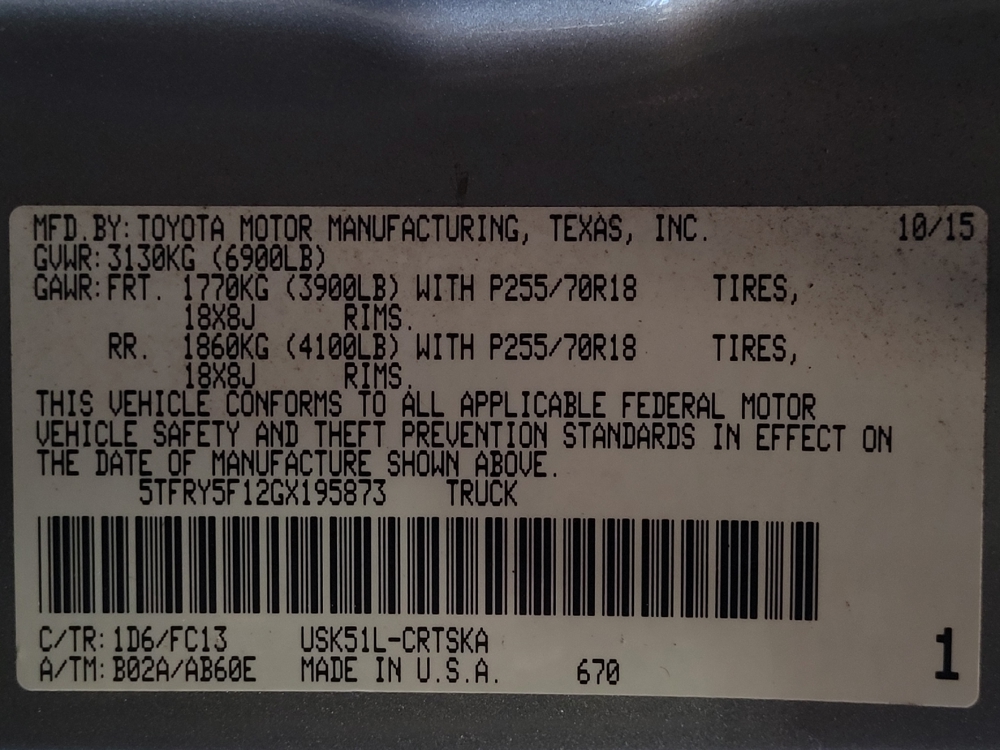 MFD. BY: TOYOTA MOTOR MANUFACTURING, TEXAS, INC. 10/15
GVWR: 3130KG (6900LB)
GAWR: FRT. 1770KG (3900LB) WITH P255/70R18 TIRES,
18X8J RIMS.
RR. 1860KG (4100LB) WITH P255/70R18 TIRES,
18X8J RIMS.
THIS VEHICLE CONFORMS TO ALL APPLICABLE FEDERAL MOTOR
VEHICLE SAFETY AND THEFT PREVENTION STANDARDS IN EFFECT ON
THE DATE OF MANUFACTURE SHOWN ABOVE.
5TFRY5F12GX195873 TRUCK
C/TR: 1D6/FC13 USK51L-CRTSKA
A/TM: B02A/AB60E MADE IN U.S.A. 670 1